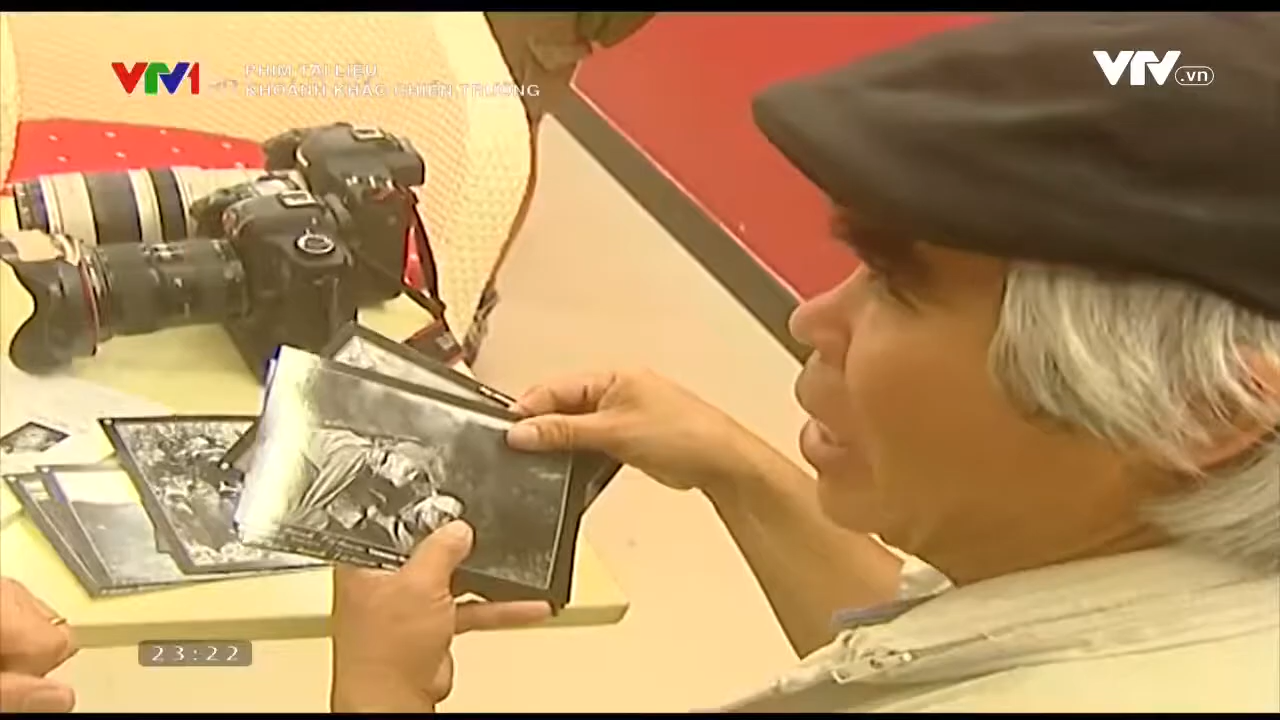 VTV1
PHIM TÀI LIỆU
KHOẢNH KHẮC CHIẾN TRƯỜNG
VTV.vn
23:22